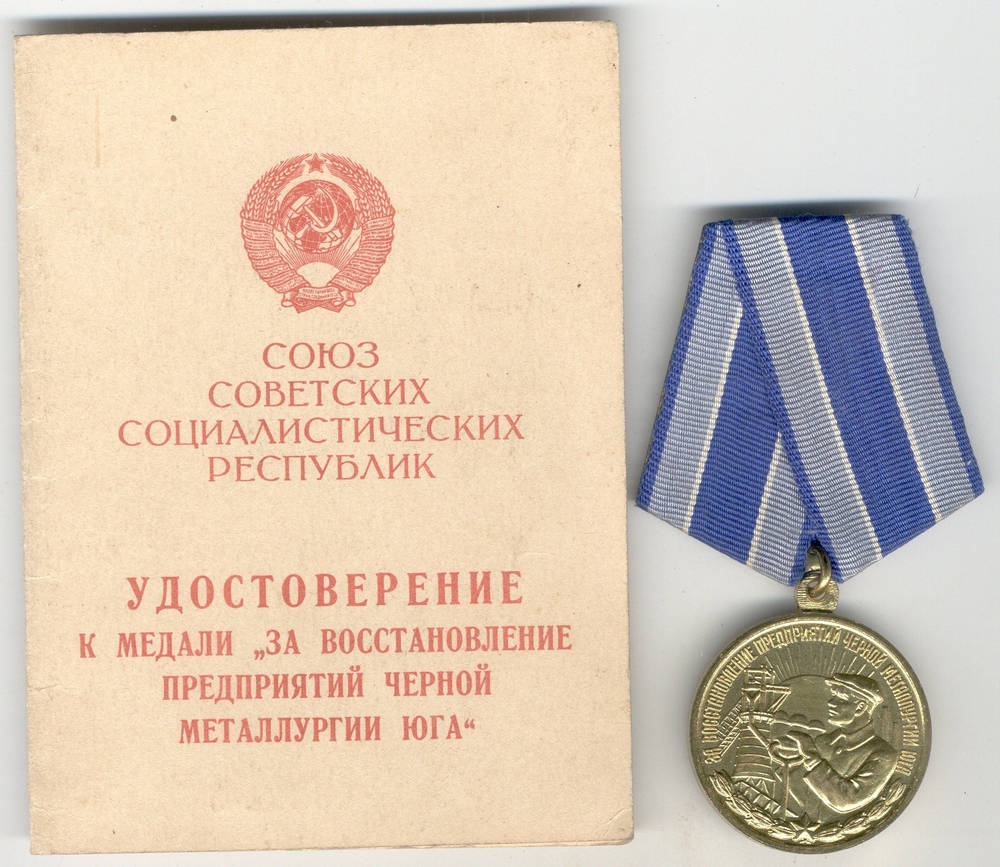 СОЮЗ
СОВЕТСКИХ
СОЦИАЛИСТИЧЕСКИХ
РЕСПУБЛИК
УДОСТОВЕРЕНИЕ
К МЕДАЛИ „ЗА ВОССТАНОВЛЕНИЕ
ПРЕДПРИЯТИЙ ЧЕРНОЙ
МЕТАЛЛУРГИИ ЮГА“
ЗА ВОССТАНОВЛЕНИЕ ПРЕДПРИЯТИЙ ЧЕРНОЙ МЕТАЛЛУРГИИ ЮГА